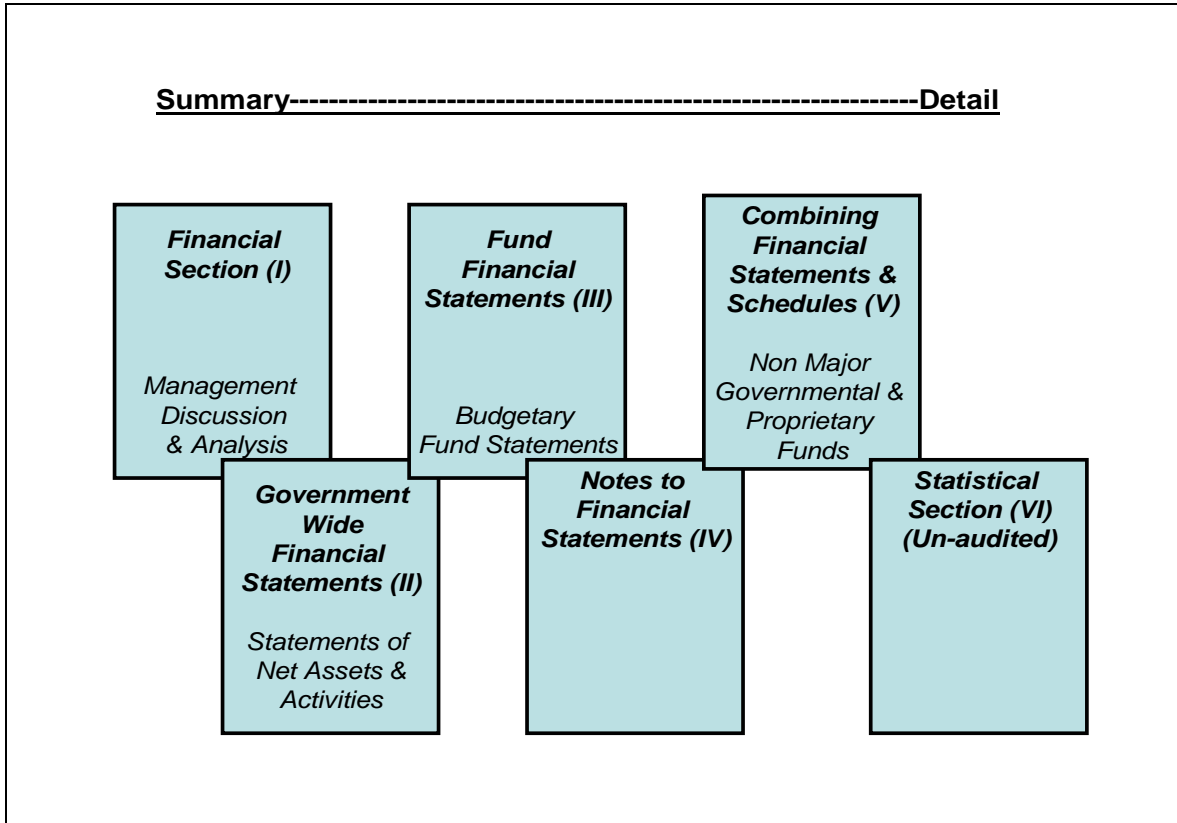 Summary----------------------------------------------------------------Detail
Financial
Section (I)
Management
Discussion
& Analysis
Government
Wide
Financial
Statements (II)
Statements of
Net Assets &
Activities
Fund
Financial
Statements (III)
Budgetary
Fund Statements
Notes to
Financial
Statements (IV)
Combining
Financial
Statements &
Schedules (V)
Non Major
Governmental &
Proprietary
Funds
Statistical
Section (VI)
(Un-audited)